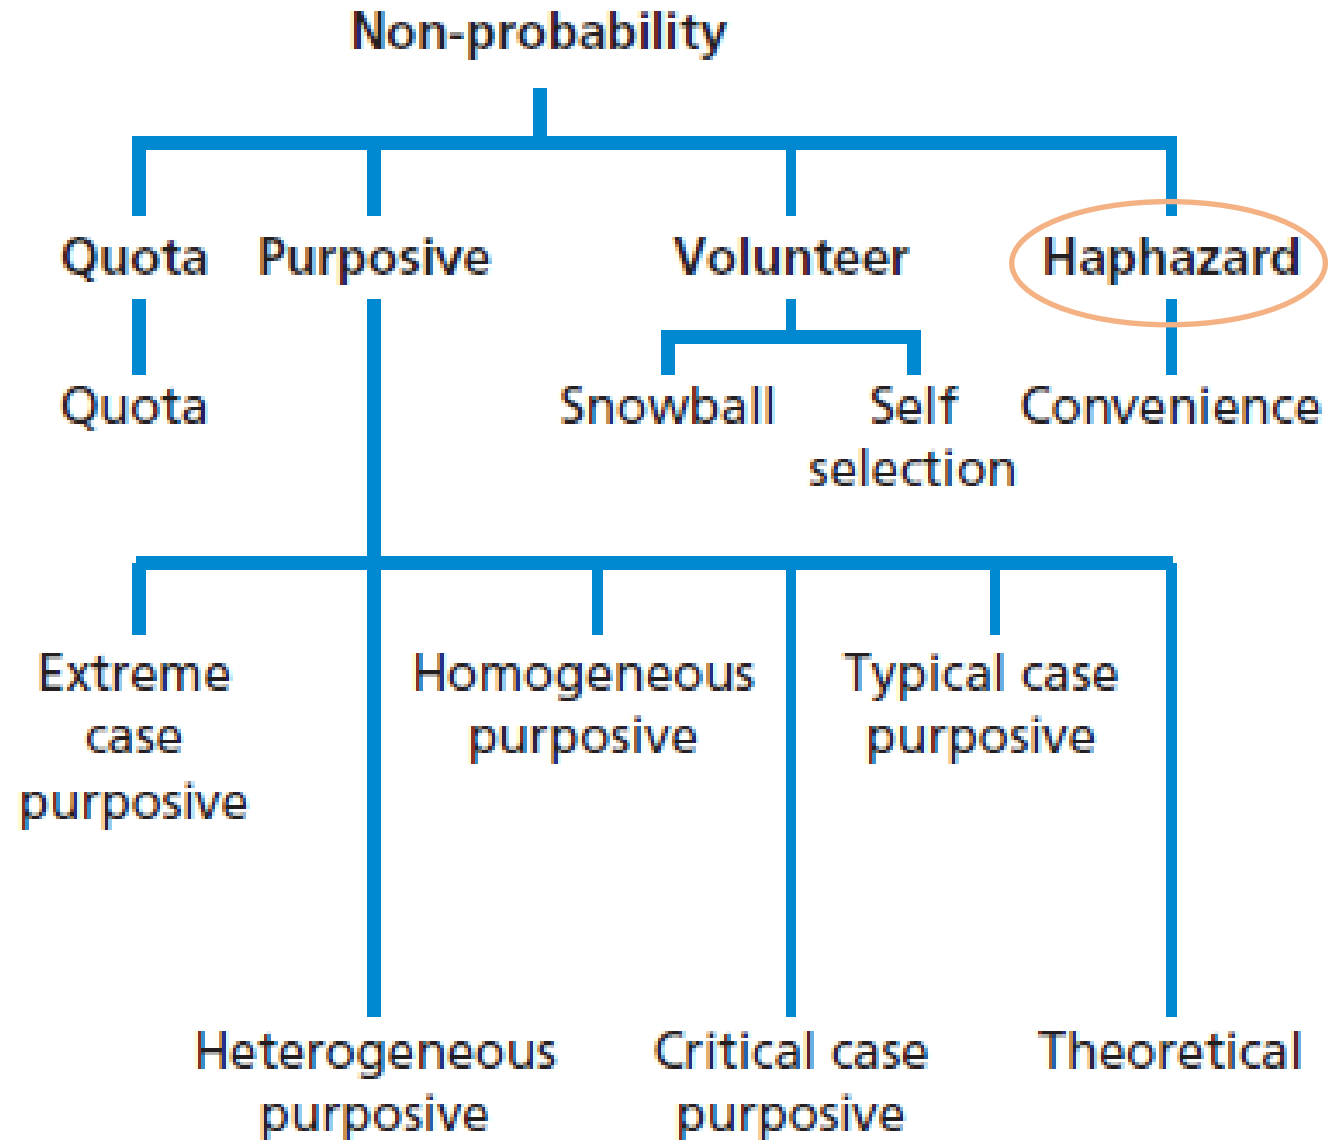 Non-probability
Quota
Purposive
Volunteer
Haphazard
Quota
Snowball
Self
selection
Convenience
Extreme
case
purposive
Homogeneous
purposive
Typical case
purposive
Heterogeneous
purposive
Critical case
purposive
Theoretical